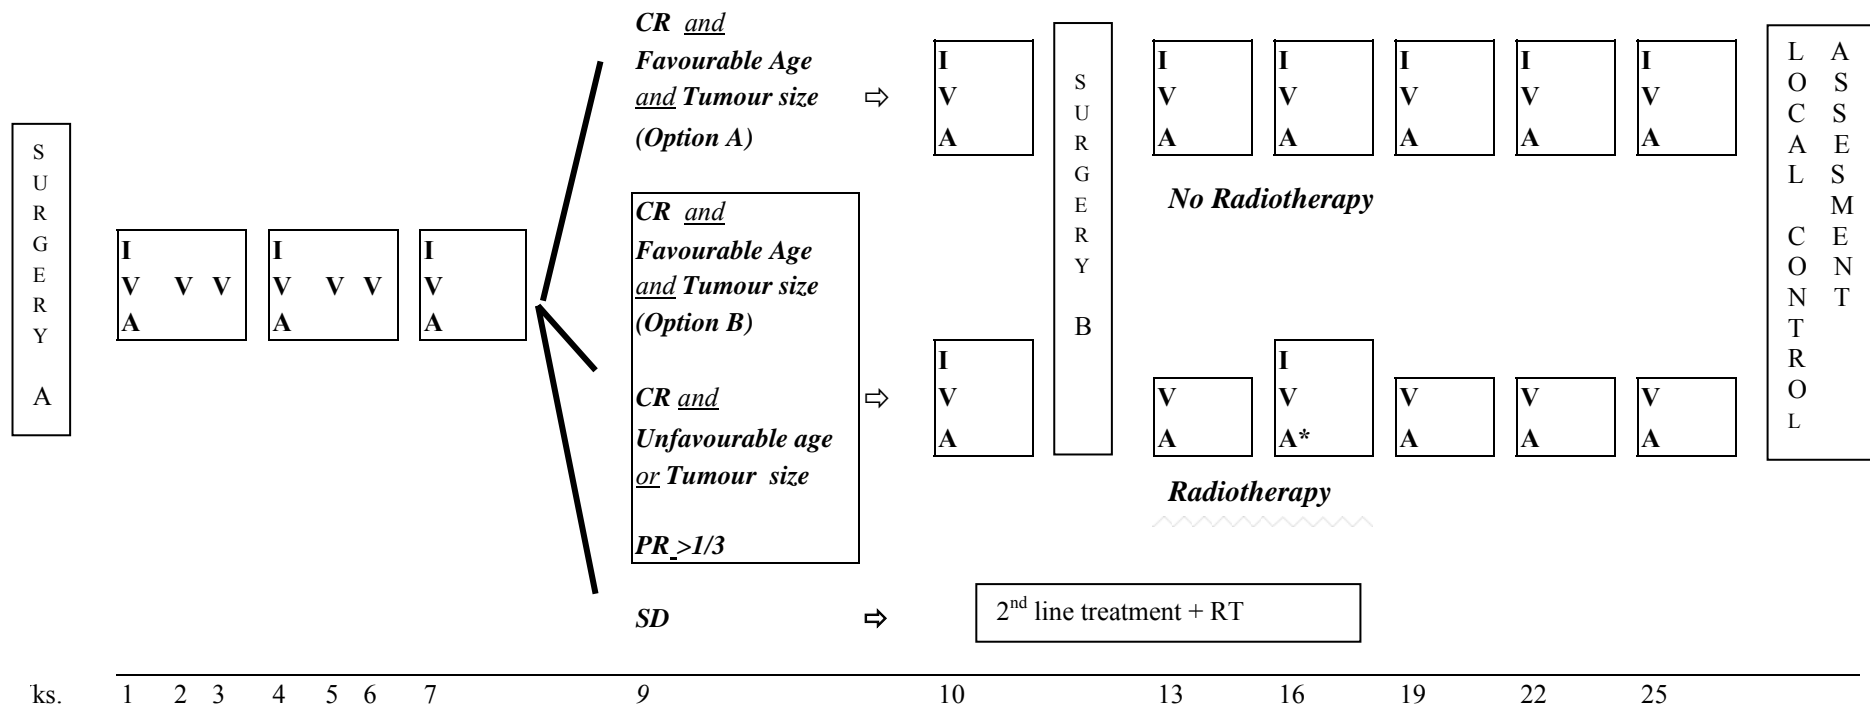 SURGERY A
I
V V V
A
I
V V V
A
I
V
A
CR and
Favourable Age
and Tumour size
(Option A)
⇨
I
V
A
CR and
Favourable Age
and Tumour size
(Option B)
CR and
Unfavourable age
or Tumour size
PR >1/3
⇨
I
V
A
SD
⇨
2nd line treatment + RT
SURGERY B
I
V
A
I
V
A
I
V
A
I
V
A
I
V
A
No Radiotherapy
V
A
I
V
A*
V
A
V
A
V
A
Radiotherapy
LOCAL CONTROL
ASSESMENT
ks. 1 2 3 4 5 6 7 9 10 13 16 19 22 25